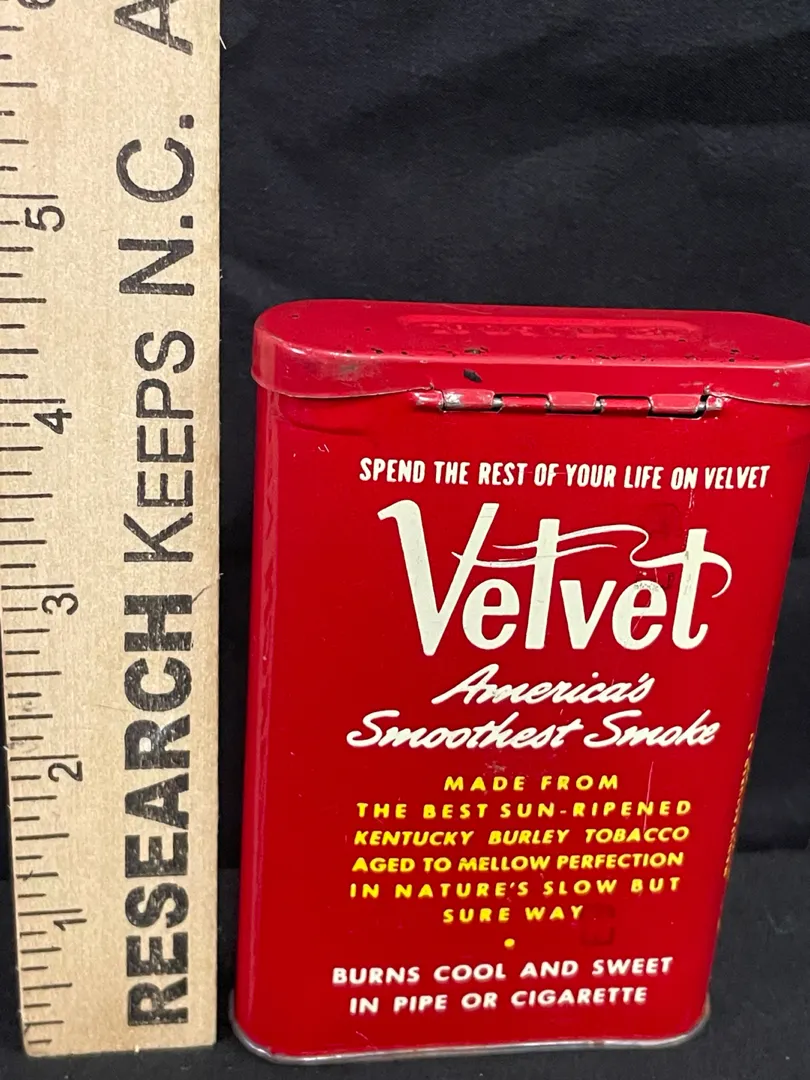 RESEARCH KEEPS N.C. A
1
2
3
4
5
6
SPEND THE REST OF YOUR LIFE ON VELVET
Velvet
America's
Smoothest Smoke
MADE FROM
THE BEST SUN-RIPENED
KENTUCKY BURLEY TOBACCO
AGED TO MELLOW PERFECTION
IN NATURE'S SLOW BUT
SURE WAY
•
BURNS COOL AND SWEET
IN PIPE OR CIGARETTE